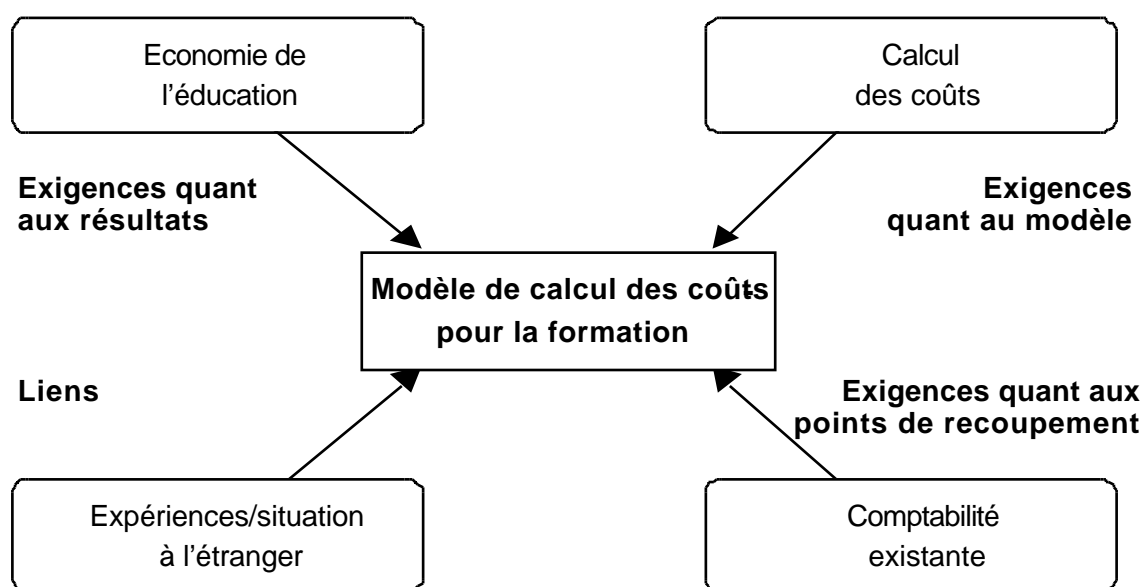 Economie de
l’éducation
Calcul
des coûts
Exigences quant
aux résultats
Exigences
quant au modèle
Modèle de calcul des coûts
pour la formation
Liens
Exigences quant aux
points de recoupement
Expériences/situation
à l’étranger
Comptabilité
existante